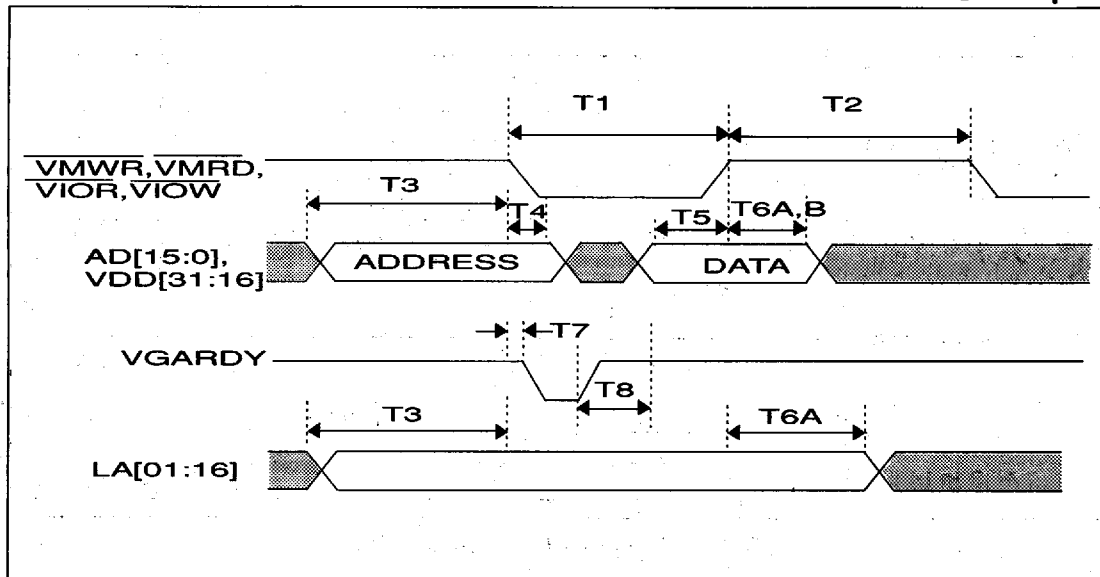 T1
T2
VMWR,VMRD,
VIOR,VIOW
T3
T4
T5
T6A,B
AD[15:0],
VDD[31:16]
ADDRESS
DATA
T7
VGARDY
T8
T3
T6A
LA[01:16]